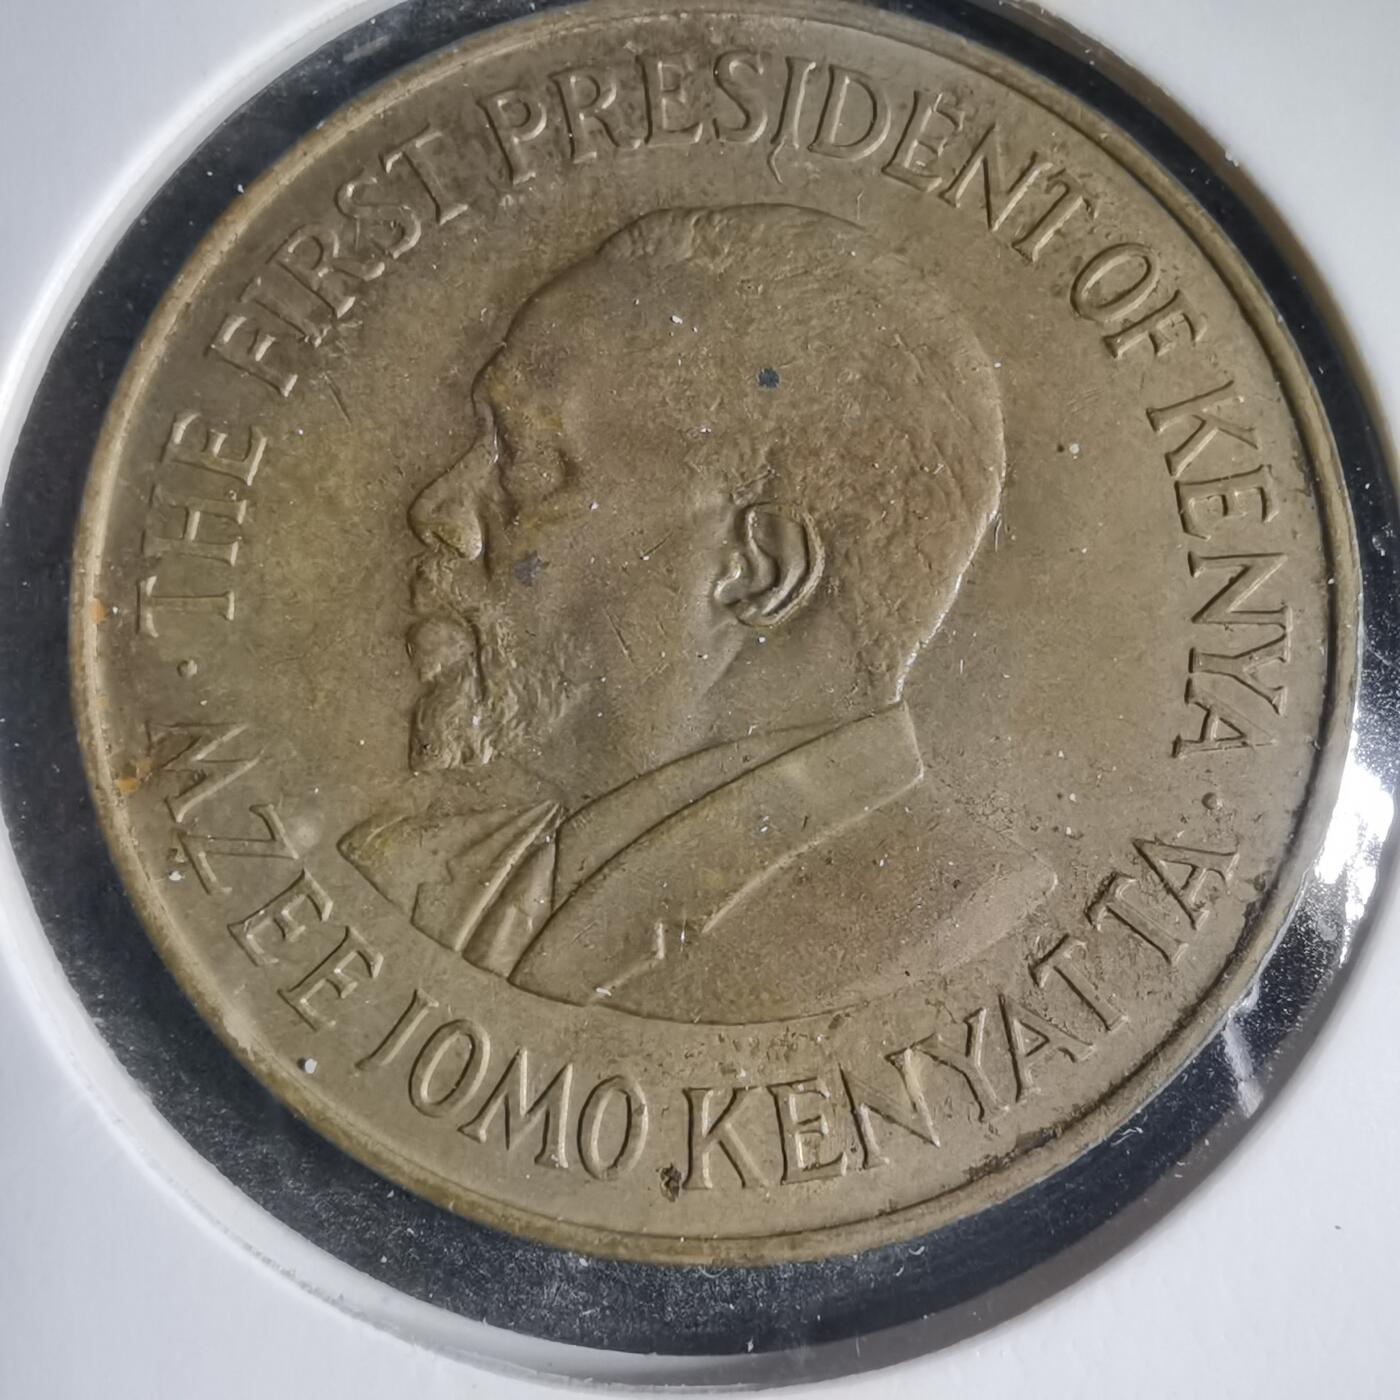 · THE FIRST PRESIDENT OF KENYA ·
MZEE JOMO KENYATTA